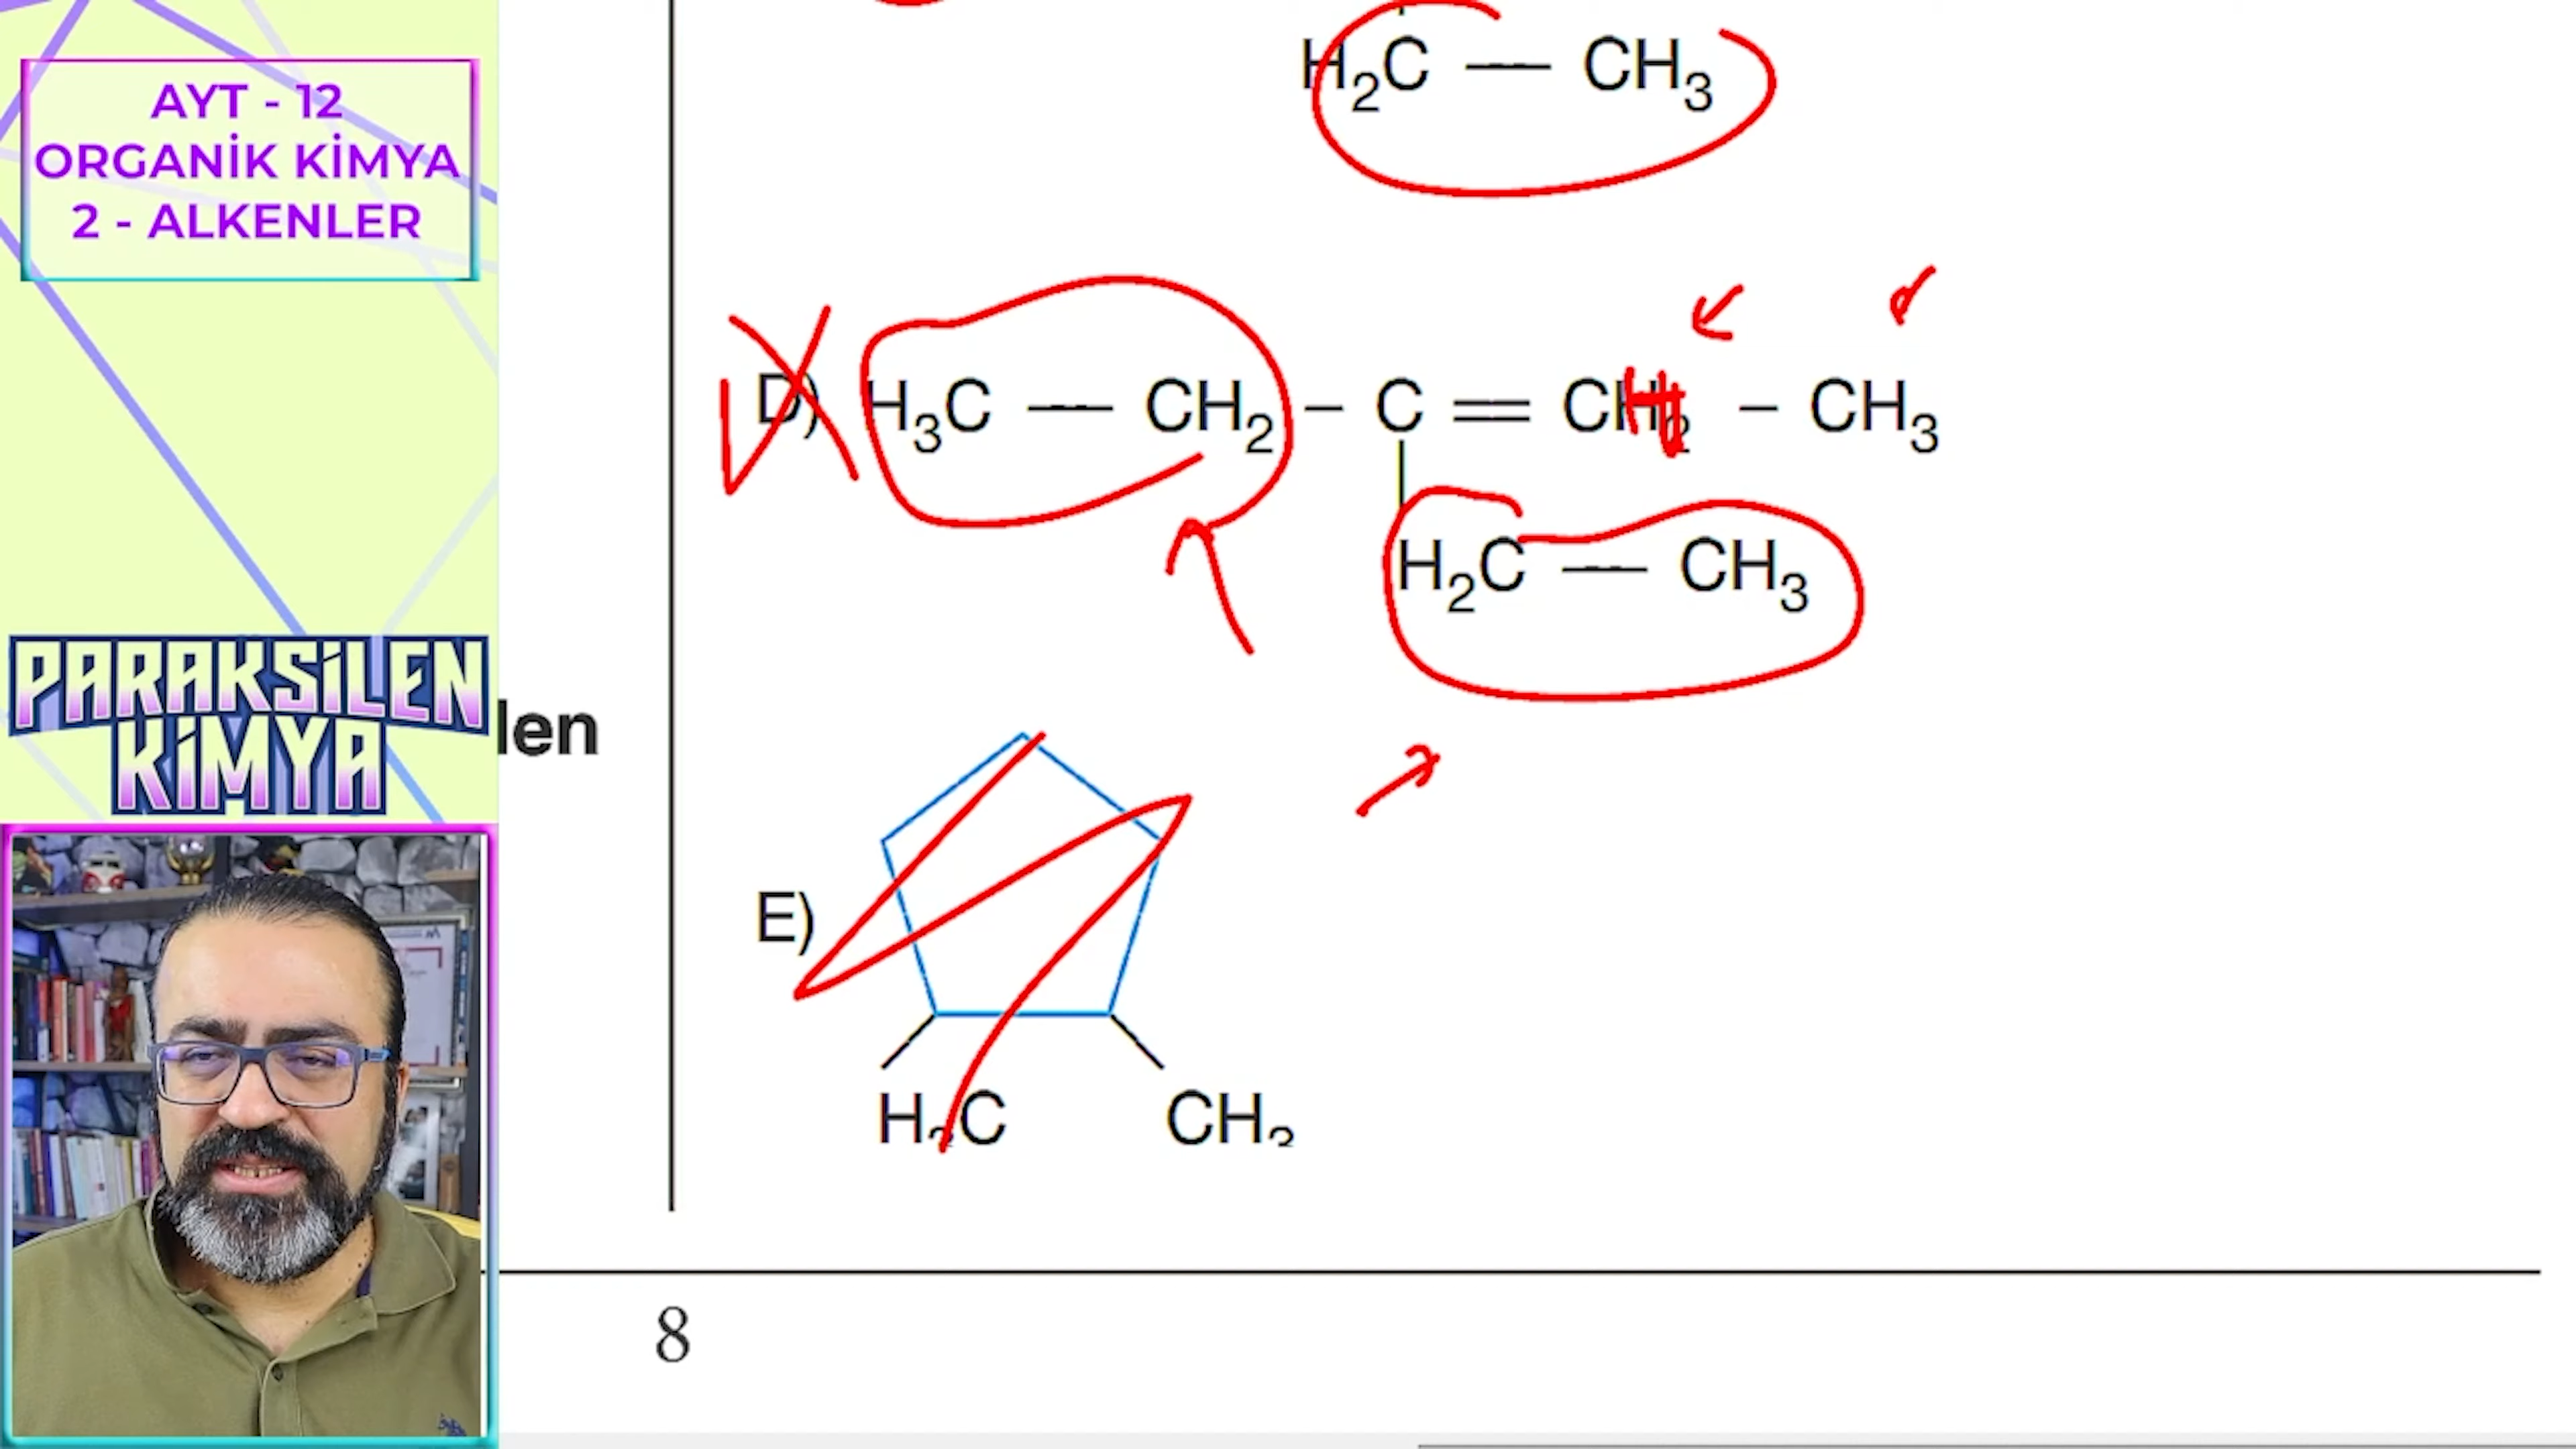 AYT - 12
ORGANİK KİMYA
2 - ALKENLER
PARAKSİLEN
KİMYA
len
H₂C — CH₃
D) H₃C — CH₂ – C = CH₂ – CH₃
H₂C — CH₃
E)
H₃C CH₃
8